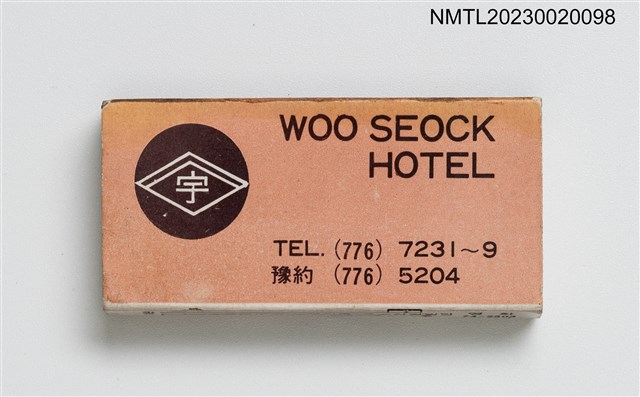 NMTL20230020098
WOO SEOCK
HOTEL
宇
TEL. (776) 7231～9
豫約 (776) 5204